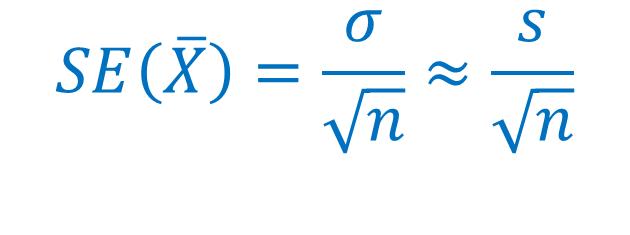 SE(X̄) = σ/√n ≈ s/√n